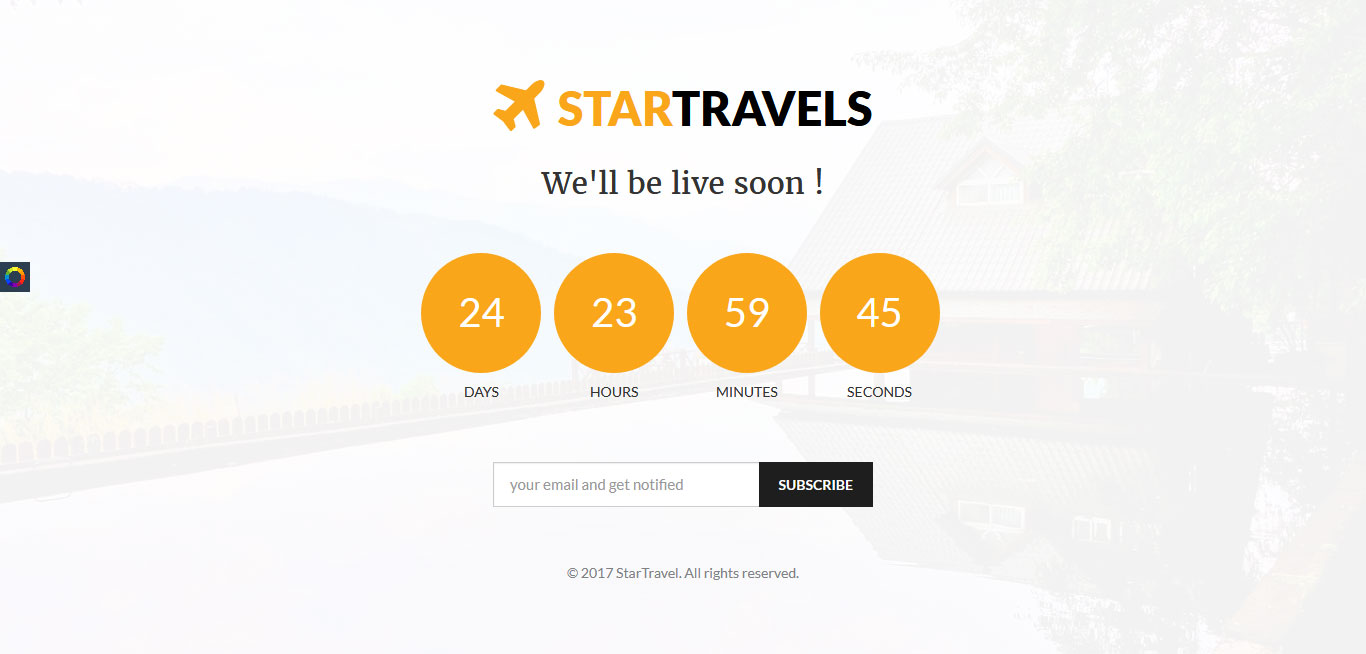 STARTRAVELS
We'll be live soon !
24 23 59 45
DAYS HOURS MINUTES SECONDS
your email and get notified SUBSCRIBE
© 2017 StarTravel. All rights reserved.